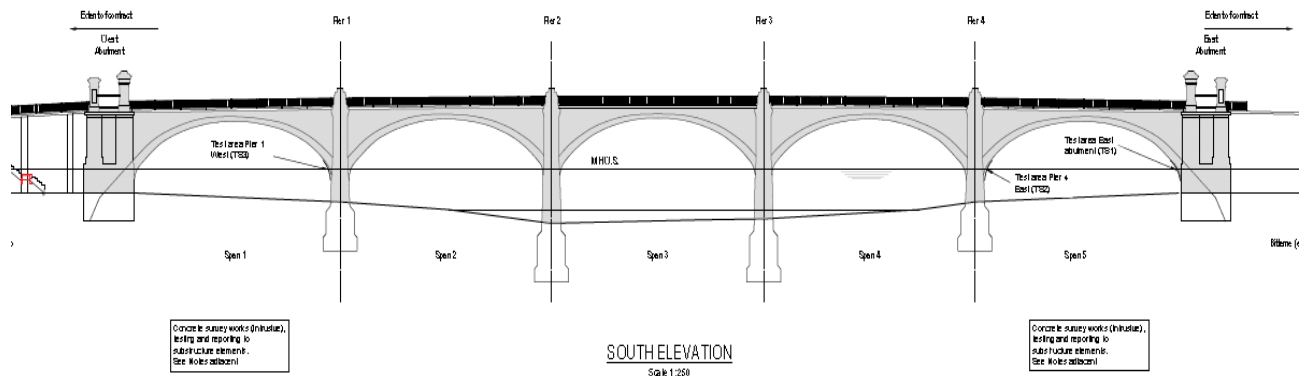 Extent of contract
West
Abutment
Pier 1
Pier 2
Pier 3
Pier 4
Extent of contract
East
Abutment
Test area Pier 1
West (TS3)
M.H.W.S.
Test area East
abutment (TS1)
Test area Pier 4
East (TS2)
Span 1
Span 2
Span 3
Span 4
Span 5
Bitterne (e
Concrete survey works (intrusive),
testing and reporting to
substructure elements.
See Notes adjacent
SOUTH ELEVATION
Scale 1:250
Concrete survey works (intrusive),
testing and reporting to
substructure elements.
See Notes adjacent